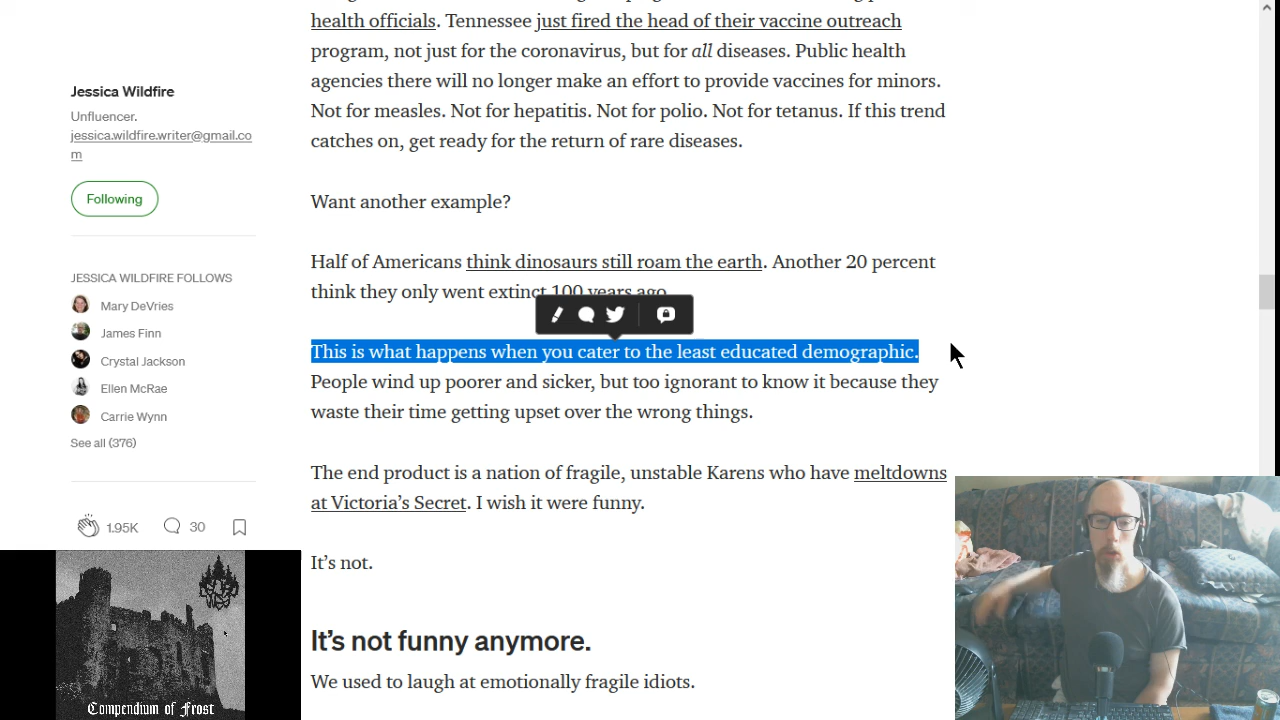 health officials. Tennessee just fired the head of their vaccine outreach
program, not just for the coronavirus, but for all diseases. Public health
agencies there will no longer make an effort to provide vaccines for minors.
Not for measles. Not for hepatitis. Not for polio. Not for tetanus. If this trend
catches on, get ready for the return of rare diseases.
Want another example?
Half of Americans think dinosaurs still roam the earth. Another 20 percent
think they only went extinct 100 years ago.
This is what happens when you cater to the least educated demographic.
People wind up poorer and sicker, but too ignorant to know it because they
waste their time getting upset over the wrong things.
The end product is a nation of fragile, unstable Karens who have meltdowns
at Victoria's Secret. I wish it were funny.
It's not.
It's not funny anymore.
We used to laugh at emotionally fragile idiots.
Jessica Wildfire
Unfluencer.
jessica.wildfire.writer@gmail.co
m
Following
JESSICA WILDFIRE FOLLOWS
Mary DeVries
James Finn
Crystal Jackson
Ellen McRae
Carrie Wynn
See all (376)
1.95K
30
Compendium of Frost